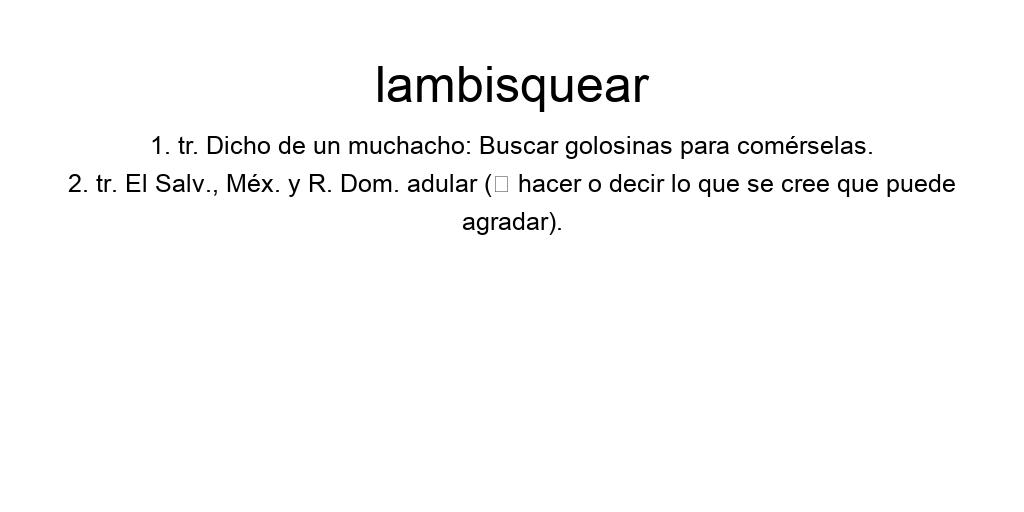 lambisquear
1. tr. Dicho de un muchacho: Buscar golosinas para comérselas.
2. tr. El Salv., Méx. y R. Dom. adular (□ hacer o decir lo que se cree que puede
agradar).